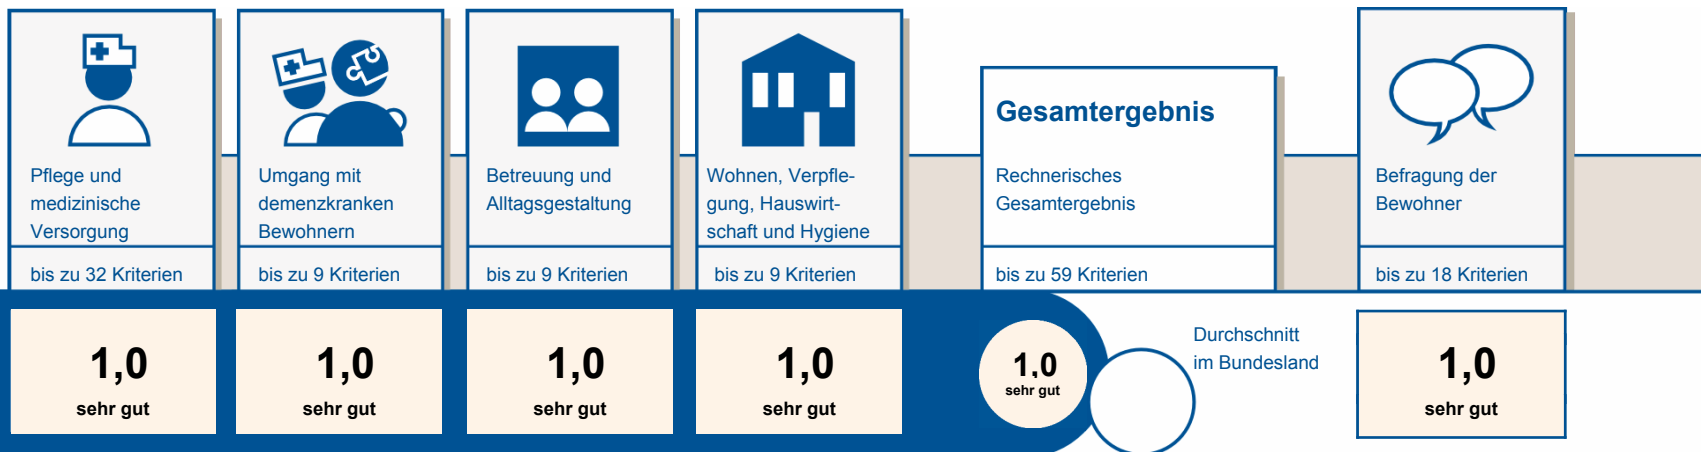 Pflege und
medizinische
Versorgung
bis zu 32 Kriterien
1,0
sehr gut
Umgang mit
demenzkranken
Bewohnern
bis zu 9 Kriterien
1,0
sehr gut
Betreuung und
Alltagsgestaltung
bis zu 9 Kriterien
1,0
sehr gut
Wohnen, Verpfle-
gung, Hauswirt-
schaft und Hygiene
bis zu 9 Kriterien
1,0
sehr gut
Gesamtergebnis
Rechnerisches
Gesamtergebnis
bis zu 59 Kriterien
1,0
sehr gut
Durchschnitt
im Bundesland
Befragung der
Bewohner
bis zu 18 Kriterien
1,0
sehr gut